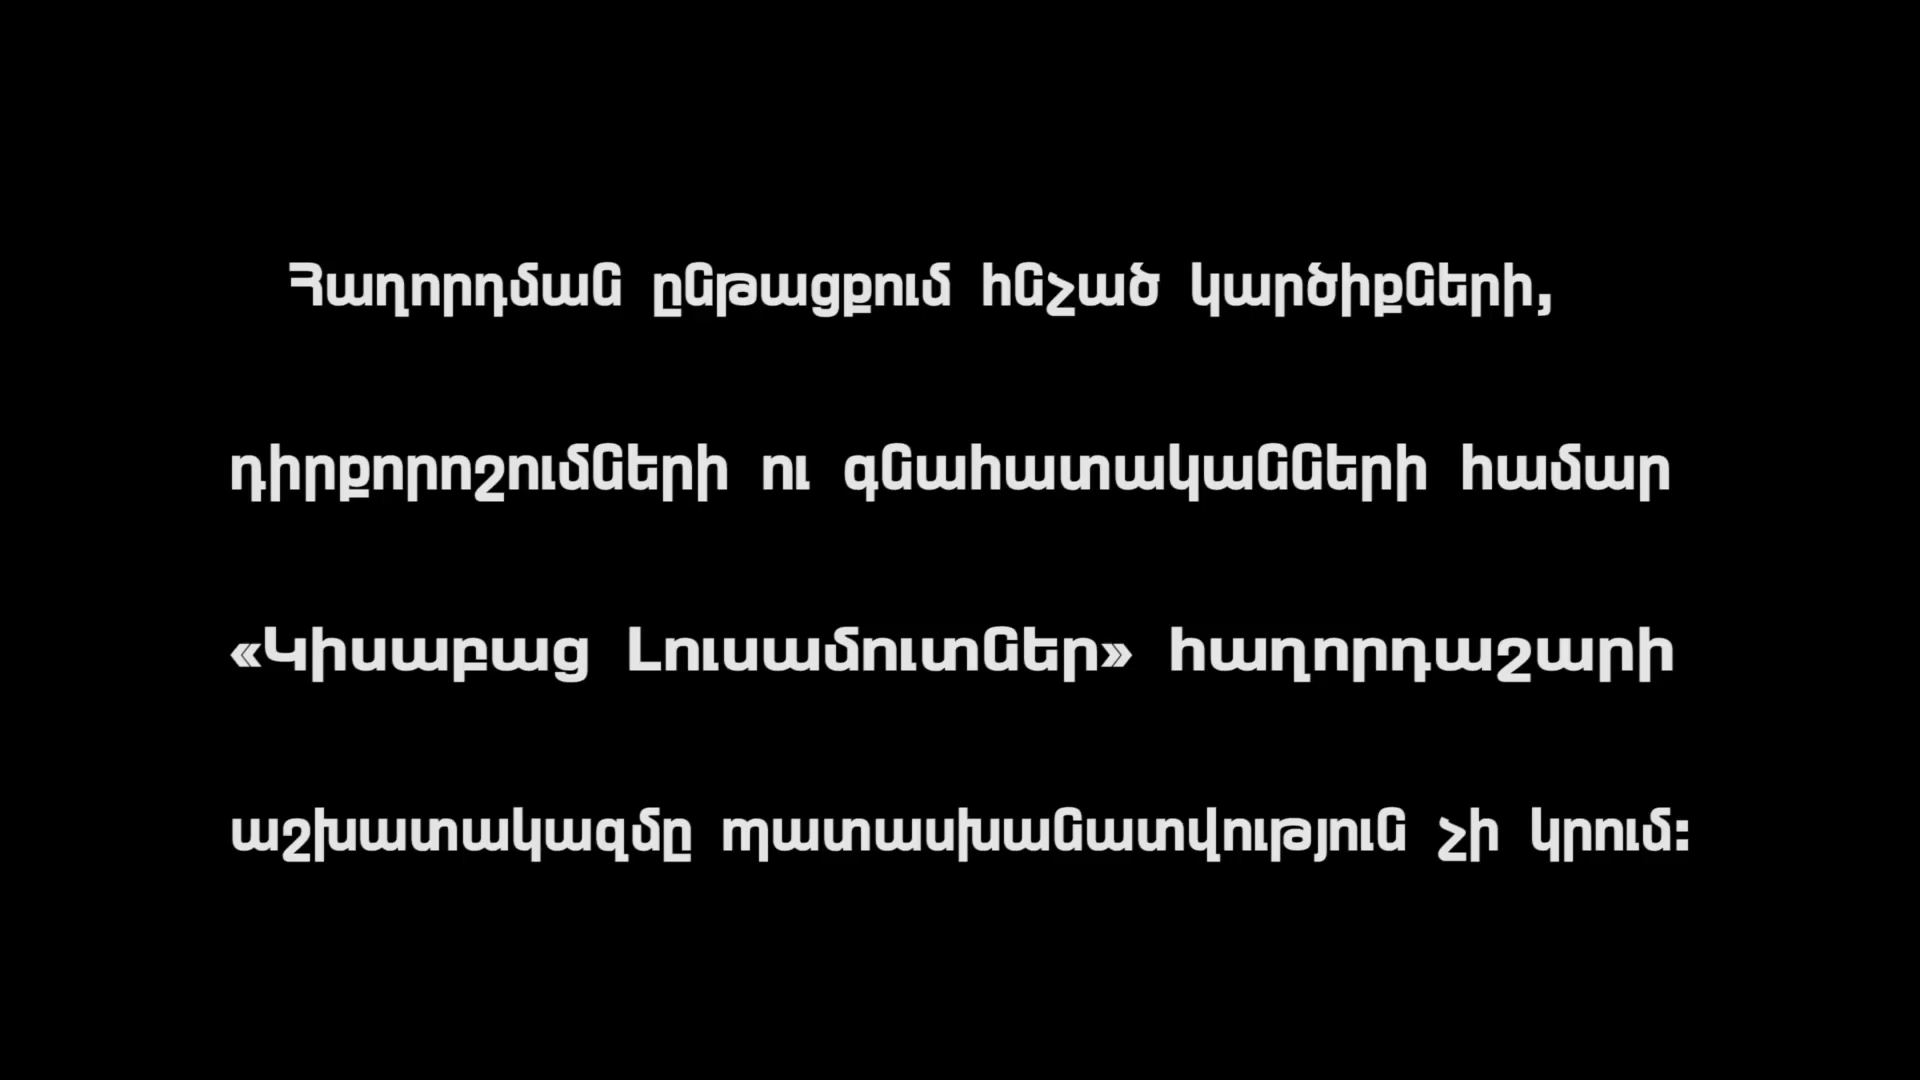 Հաղորդման ընթացքում հնչած կարծիքների,
դիրքորոշումների ու գնահատականների համար
«Կիսաբաց Լուսամուտներ» հաղորդաշարի
աշխատակազմը պատասխանատվություն չի կրում: